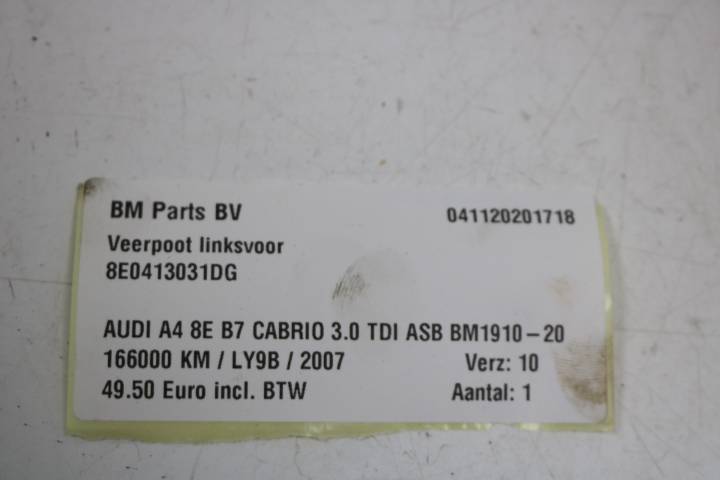 BM Parts BV 041120201718
Veerpoot linksvoor
8E0413031DG
AUDI A4 8E B7 CABRIO 3.0 TDI ASB BM1910-20
166000 KM / LY9B / 2007 Verz: 10
49.50 Euro incl. BTW Aantal: 1